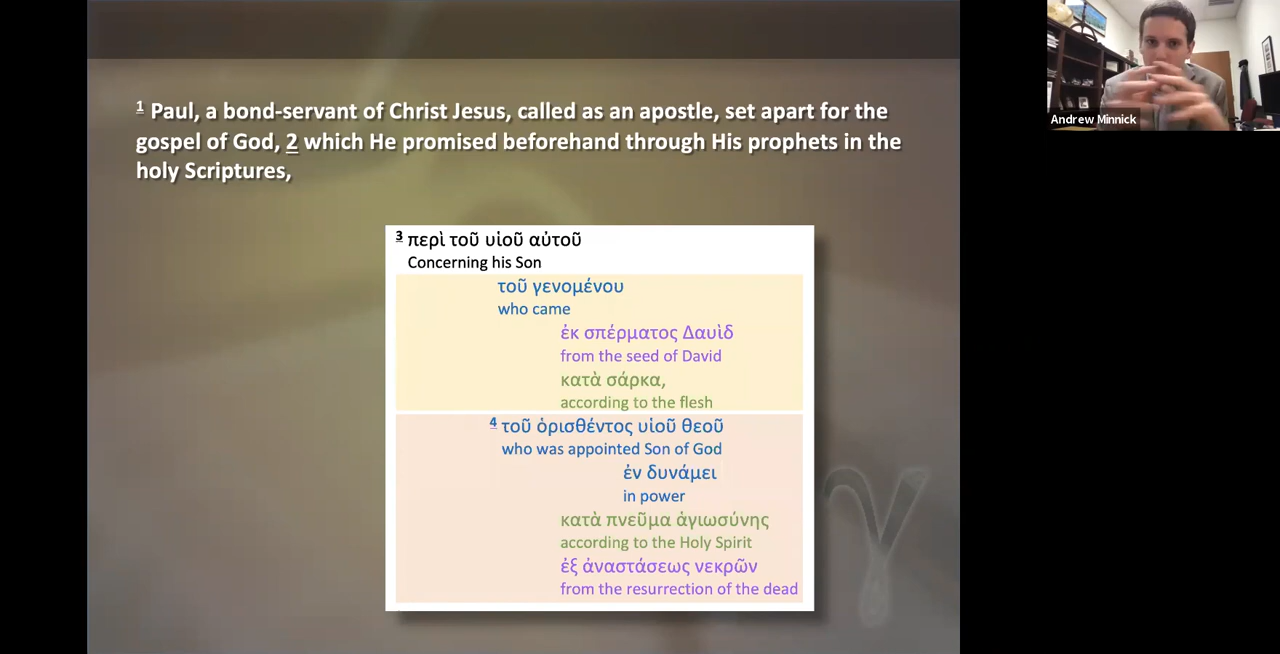 1 Paul, a bond-servant of Christ Jesus, called as an apostle, set apart for the
gospel of God, 2 which He promised beforehand through His prophets in the
holy Scriptures,
3 περὶ τοῦ υἱοῦ αὐτοῦ
Concerning his Son
τοῦ γενομένου
who came
ἐκ σπέρματος Δαυὶδ
from the seed of David
κατὰ σάρκα,
according to the flesh
4 τοῦ ὁρισθέντος υἱοῦ θεοῦ
who was appointed Son of God
ἐν δυνάμει
in power
κατὰ πνεῦμα ἁγιωσύνης
according to the Holy Spirit
ἐξ ἀναστάσεως νεκρῶν
from the resurrection of the dead
γ
Andrew Minnick